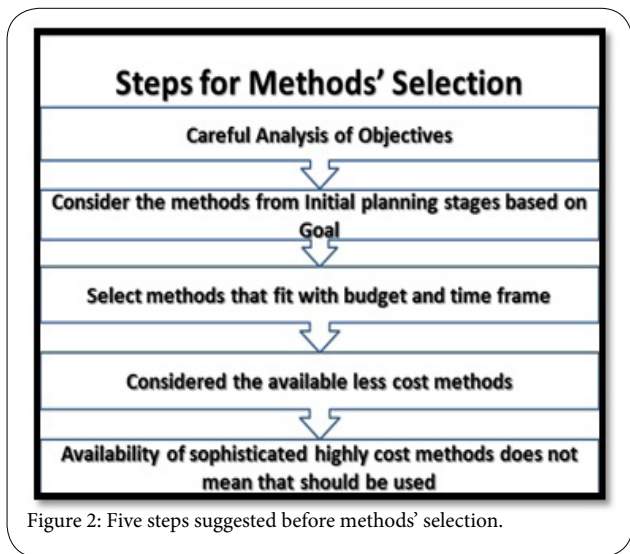 Steps for Methods' Selection
Careful Analysis of Objectives
Consider the methods from Initial planning stages based on
Goal
Select methods that fit with budget and time frame
Considered the available less cost methods
Availability of sophisticated highly cost methods does not
mean that should be used
Figure 2: Five steps suggested before methods' selection.